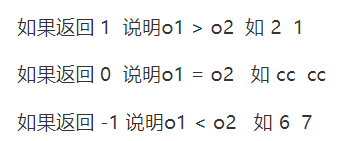 如果返回 1 说明o1 > o2 如 2 1
如果返回 0 说明o1 = o2 如 cc cc
如果返回 -1 说明o1 < o2 如 6 7